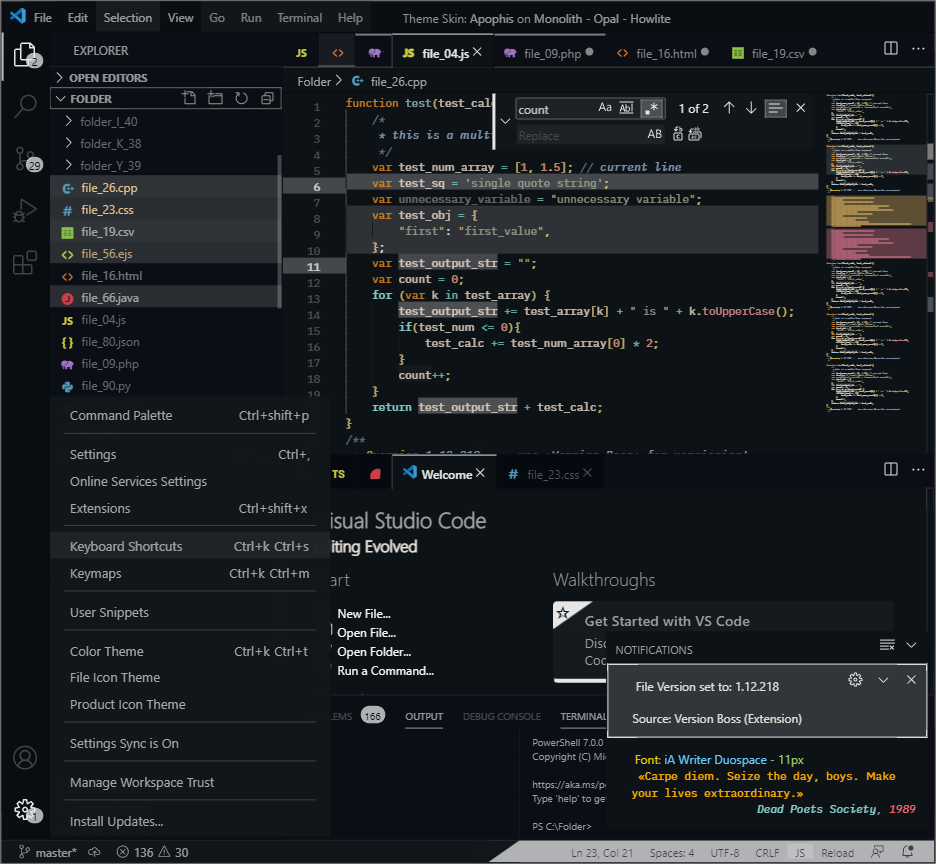 File Edit Selection View Go Run Terminal Help Theme Skin: Apophis on Monolith - Opal - Howlite
EXPLORER
JS <> file_04.js file_09.php file_16.html file_19.csv
2
OPEN EDITORS
Folder > file_26.cpp
FOLDER
folder_I_40
folder_K_38
folder_Y_39
file_26.cpp
file_23.css
file_19.csv
file_56.ejs
file_16.html
file_66.java
file_04.js
file_80.json
file_09.php
file_90.py
29
count Aa Abl .* 1 of 2
Replace AB
1 function test(test_calc
2 /*
3 * this is a mult
4 */
5 var test_num_array = [1, 1.5]; // current line
6 var test_sq = 'single quote string';
7 var unnecessary_variable = "unnecessary variable";
8 var test_obj = {
9 "first": "first_value",
10 };
11 var test_output_str = "";
12 var count = 0;
13 for (var k in test_array) {
14 test_output_str += test_array[k] + " is " + k.toUpperCase();
15 if(test_num <= 0){
16 test_calc += test_num_array[0] * 2;
17 }
18 count++;
19 }
return test_output_str + test_calc;
}
/**
Command Palette Ctrl+shift+p
Settings Ctrl+,
Online Services Settings
Extensions Ctrl+shift+x
Keyboard Shortcuts Ctrl+k Ctrl+s
Keymaps Ctrl+k Ctrl+m
User Snippets
Color Theme Ctrl+k Ctrl+t
File Icon Theme
Product Icon Theme
Settings Sync is On
Manage Workspace Trust
Install Updates...
1
TS Welcome # file_23.css
isual Studio Code
iting Evolved
art
New File...
Open File...
Open Folder...
Run a Command...
Walkthroughs
Get Started with VS Code
Disc
Coo
NOTIFICATIONS
File Version set to: 1.12.218
Source: Version Boss (Extension)
LEMS 166 OUTPUT DEBUG CONSOLE TERMINAL
PowerShell 7.0.0
Copyright (C) Mi
https://aka.ms/p
Type 'help' to ge
PS C:\Folder>
Font: iA Writer Duospace - 11px
«Carpe diem. Seize the day, boys. Make
your lives extraordinary.»
Dead Poets Society, 1989
master* 136 30 Ln 23, Col 21 Spaces: 4 UTF-8 CRLF JS Reload